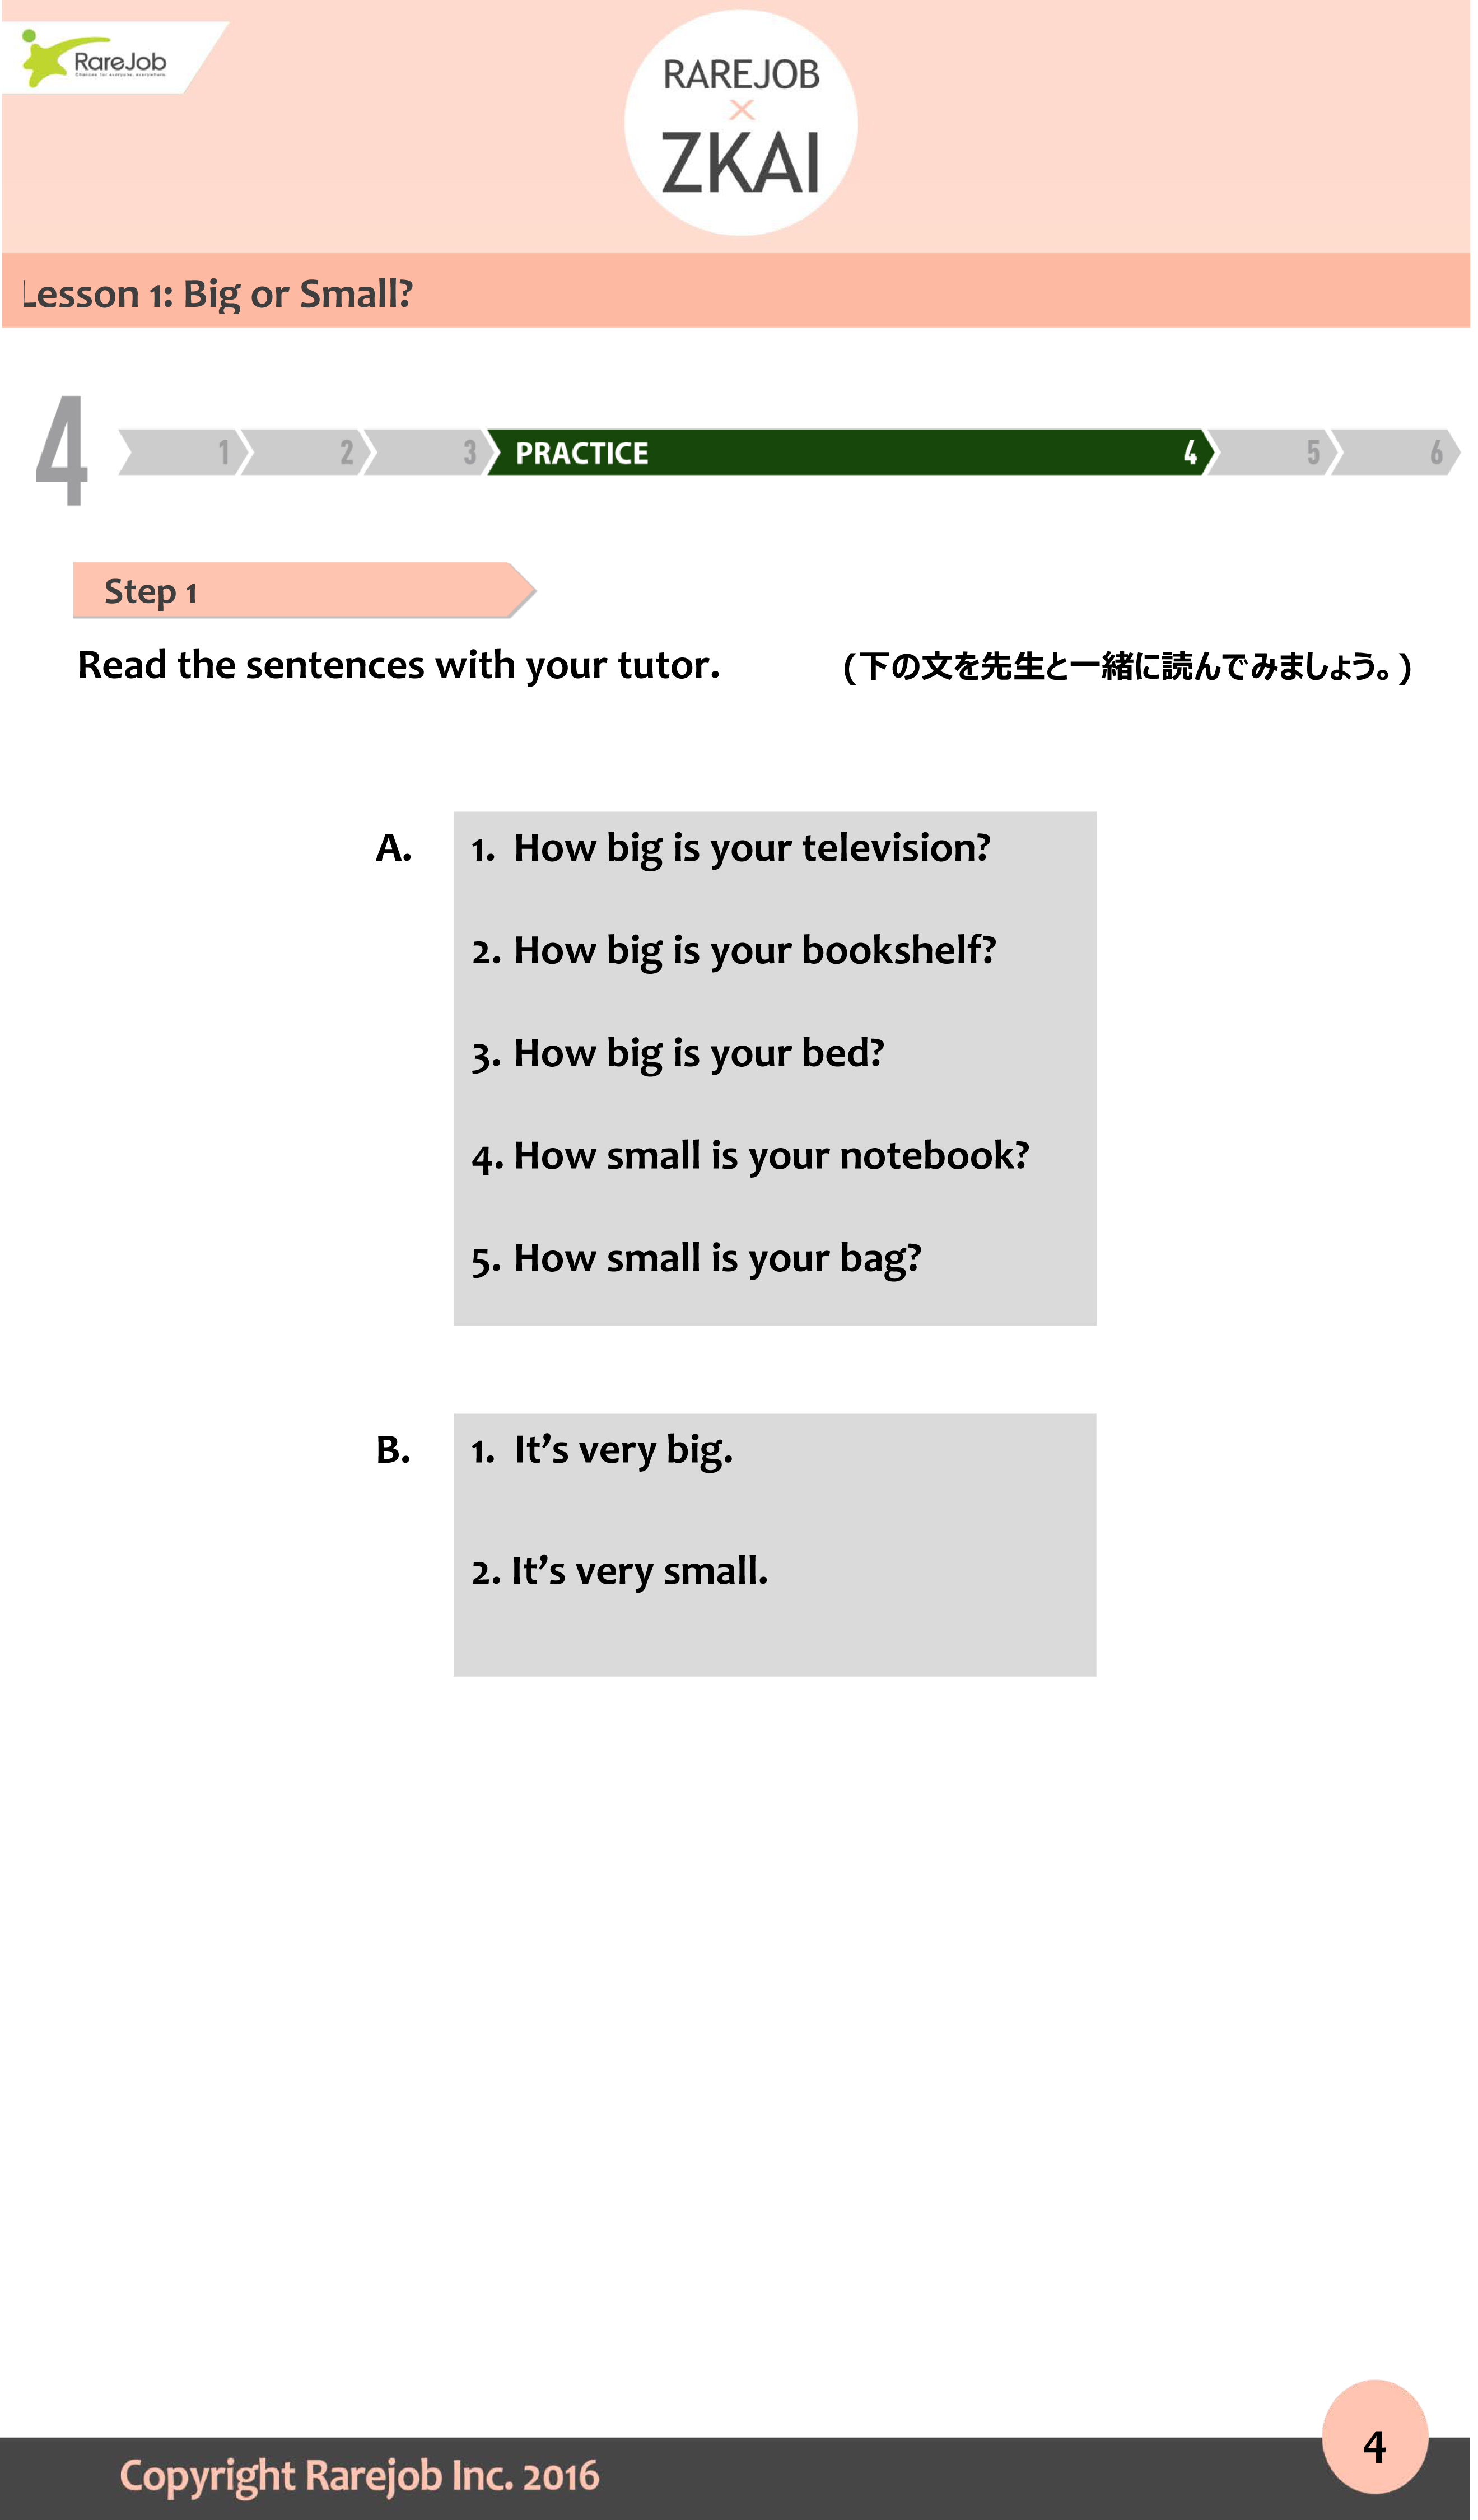 RareJob
Chances for everyone, everywhere.
RAREJOB
×
ZKAI
Lesson 1: Big or Small?
4
1 2 3 PRACTICE 4 5 6
Step 1
Read the sentences with your tutor. (下の文を先生と一緒に読んでみましょう。)
A. 1. How big is your television?
2. How big is your bookshelf?
3. How big is your bed?
4. How small is your notebook?
5. How small is your bag?
B. 1. It’s very big.
2. It’s very small.
4
Copyright Rarejob Inc. 2016